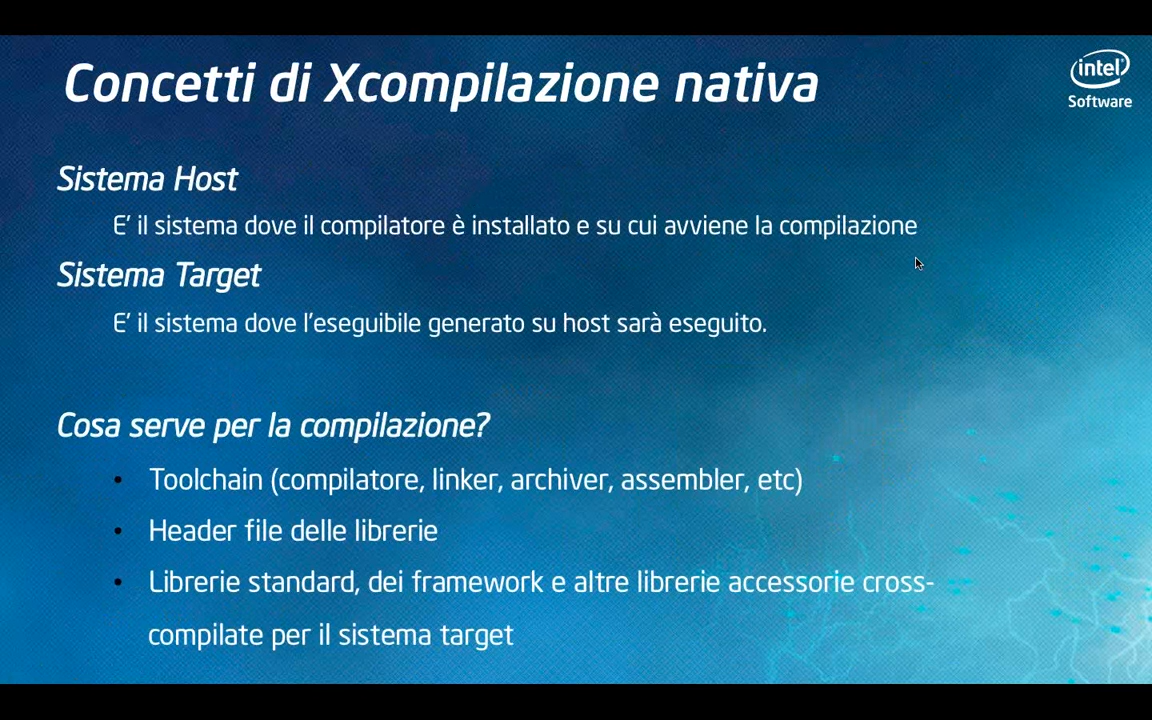 Concetti di Xcompilazione nativa
intel
Software
Sistema Host
E' il sistema dove il compilatore è installato e su cui avviene la compilazione
Sistema Target
E' il sistema dove l'eseguibile generato su host sarà eseguito.
Cosa serve per la compilazione?
• Toolchain (compilatore, linker, archiver, assembler, etc)
• Header file delle librerie
• Librerie standard, dei framework e altre librerie accessorie cross-
compilate per il sistema target